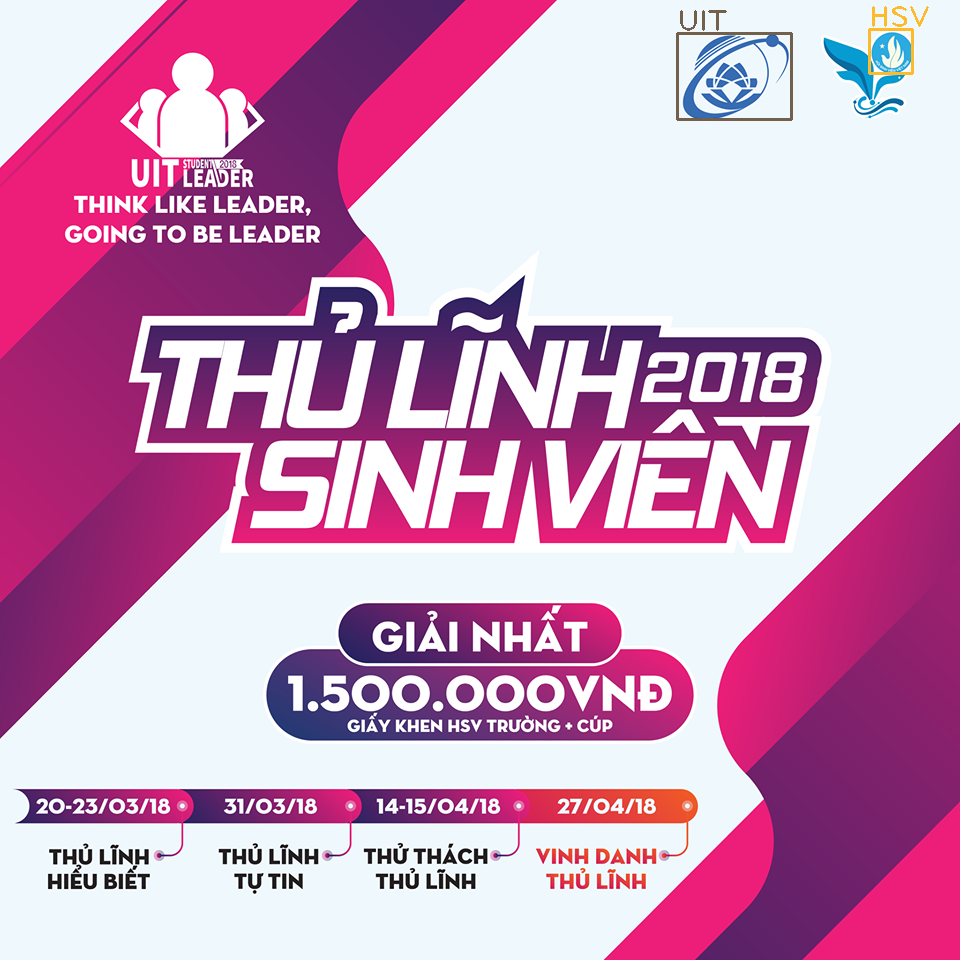 UIT
HSV
UIT STUDENT 2018
LEADER
THINK LIKE LEADER,
GOING TO BE LEADER
THỦ LĨNH 2018
SINH VIÊN
GIẢI NHẤT
1.500.000VNĐ
GIẤY KHEN HSV TRƯỜNG + CÚP
20-23/03/18
THỦ LĨNH
HIỂU BIẾT
31/03/18
THỦ LĨNH
TỰ TIN
14-15/04/18
THỬ THÁCH
THỦ LĨNH
27/04/18
VINH DANH
THỦ LĨNH